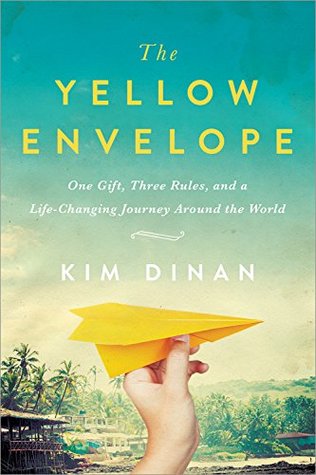 The
YELLOW
ENVELOPE
One Gift, Three Rules, and a
Life-Changing Journey Around the World
KIM DINAN